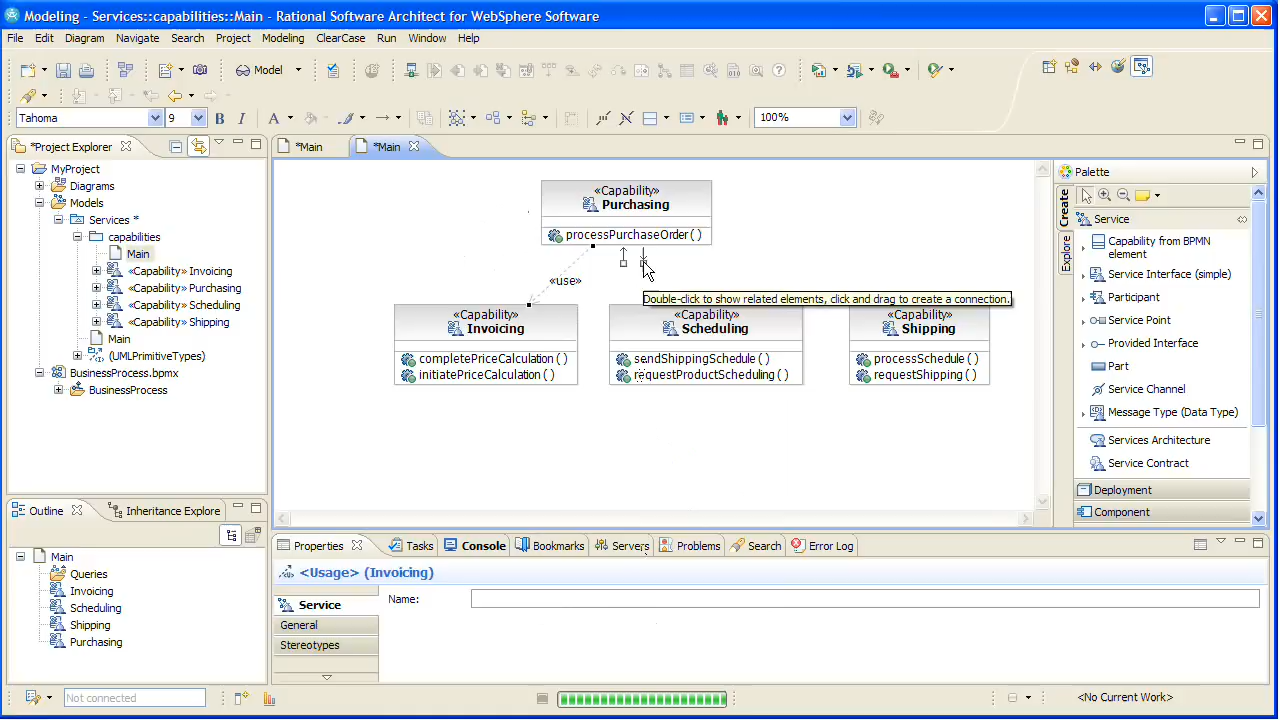 Modeling - Services::capabilities::Main - Rational Software Architect for WebSphere Software
File Edit Diagram Navigate Search Project Modeling ClearCase Run Window Help
Model
Tahoma 9 B I A 100%
*Project Explorer
MyProject
Diagrams
Models
Services *
capabilities
Main
«Capability» Invoicing
«Capability» Purchasing
«Capability» Scheduling
«Capability» Shipping
Main
(UMLPrimitiveTypes)
BusinessProcess.bpmx
BusinessProcess
*Main *Main
«Capability»
Purchasing
processPurchaseOrder ( )
«use»
Double-click to show related elements, click and drag to create a connection.
«Capability»
Invoicing
completePriceCalculation ( )
initiatePriceCalculation ( )
«Capability»
Scheduling
sendShippingSchedule ( )
requestProductScheduling ( )
«Capability»
Shipping
processSchedule ( )
requestShipping ( )
Palette
Create
Explore
Service
Capability from BPMN
element
Service Interface (simple)
Participant
Service Point
Provided Interface
Part
Service Channel
Message Type (Data Type)
Services Architecture
Service Contract
Deployment
Component
Outline Inheritance Explore
Main
Queries
Invoicing
Scheduling
Shipping
Purchasing
Properties Tasks Console Bookmarks Servers Problems Search Error Log
<Usage> (Invoicing)
Service
General
Stereotypes
Name:
Not connected
<No Current Work>